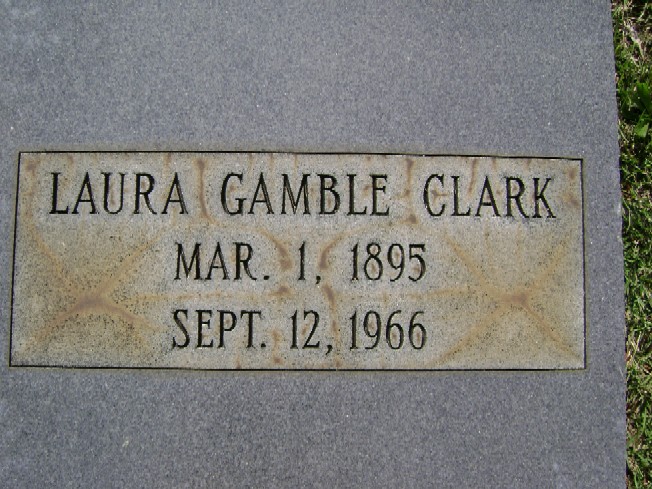 LAURA GAMBLE CLARK
MAR. 1, 1895
SEPT. 12, 1966